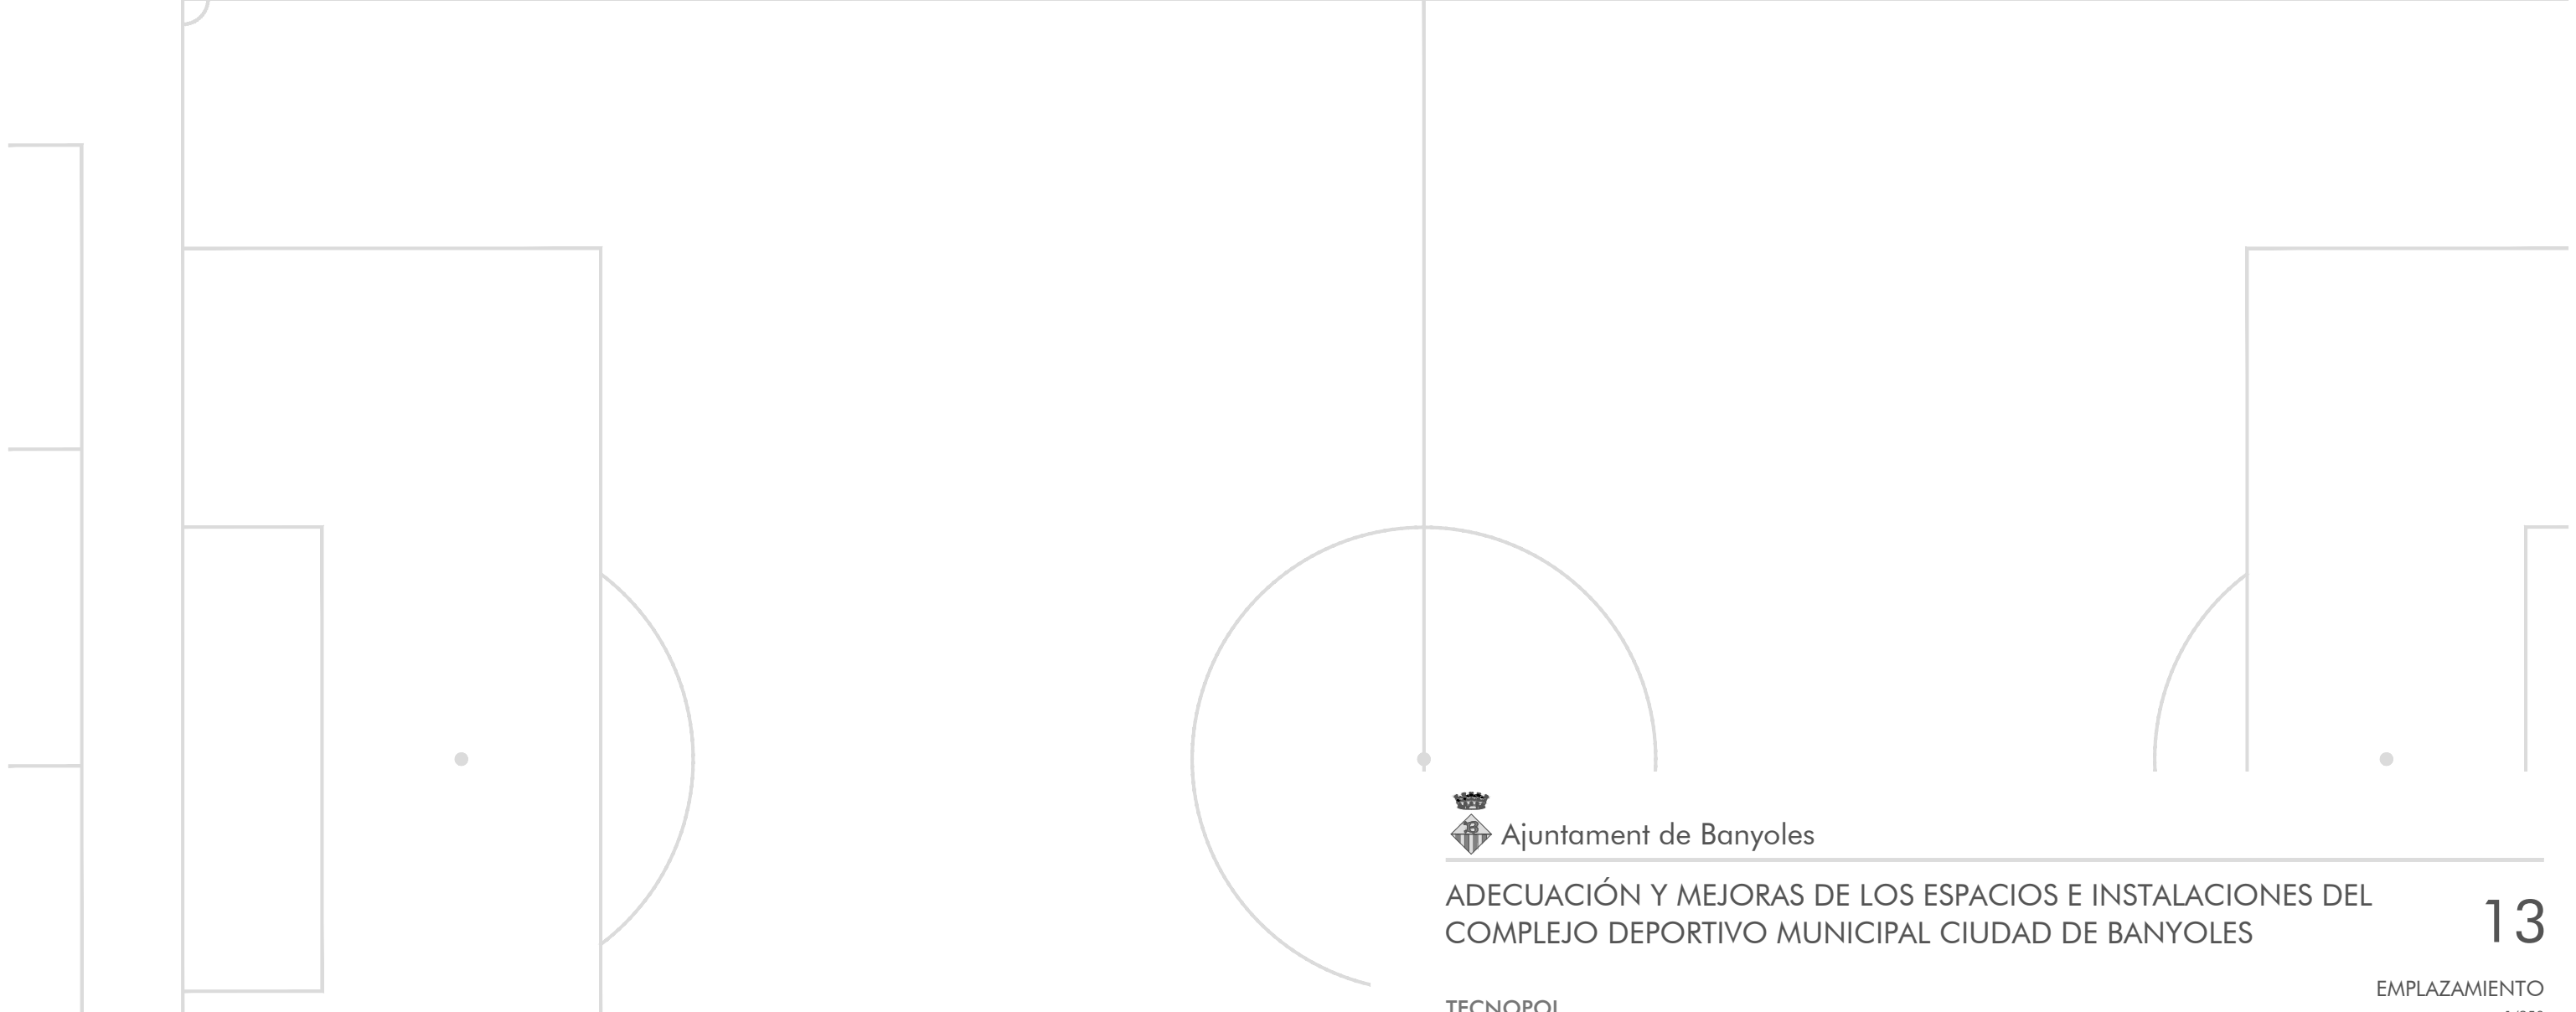 Ajuntament de Banyoles
ADECUACIÓN Y MEJORAS DE LOS ESPACIOS E INSTALACIONES DEL
COMPLEJO DEPORTIVO MUNICIPAL CIUDAD DE BANYOLES
13
EMPLAZAMIENTO
TECNOPOL